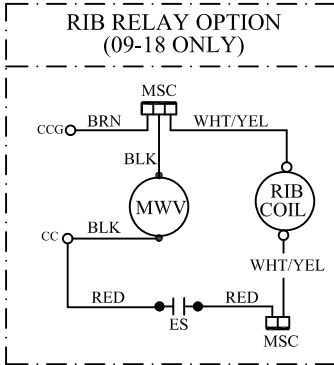 RIB RELAY OPTION
(09-18 ONLY)
MSC
CCG
BRN
WHT/YEL
BLK
MWV
RIB
COIL
CC
BLK
WHT/YEL
RED
ES
RED
MSC